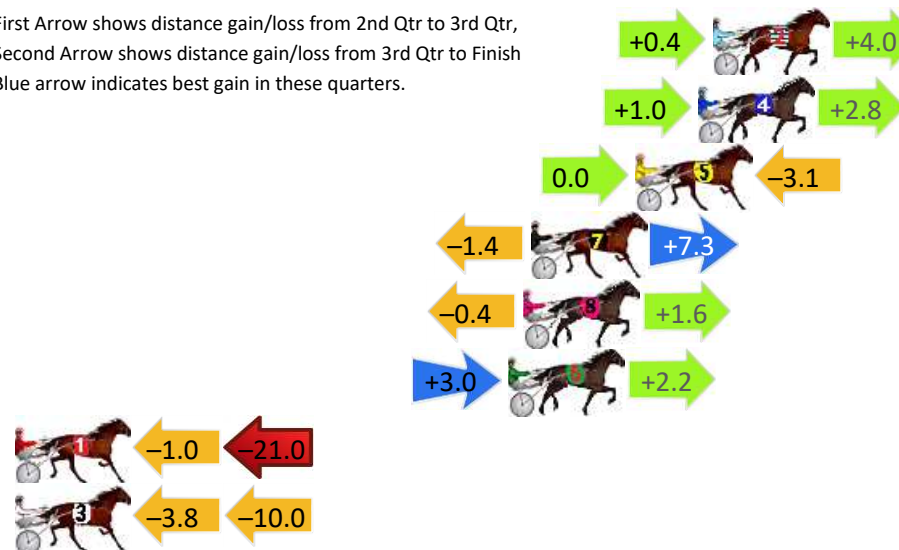 First Arrow shows distance gain/loss from 2nd Qtr to 3rd Qtr,
Second Arrow shows distance gain/loss from 3rd Qtr to Finish
Blue arrow indicates best gain in these quarters.
+0.4 +4.0
+1.0 4 +2.8
0.0 5 –3.1
–1.4 7 +7.3
–0.4 8 +1.6
+3.0 6 +2.2
1 –1.0 –21.0
3 –3.8 –10.0